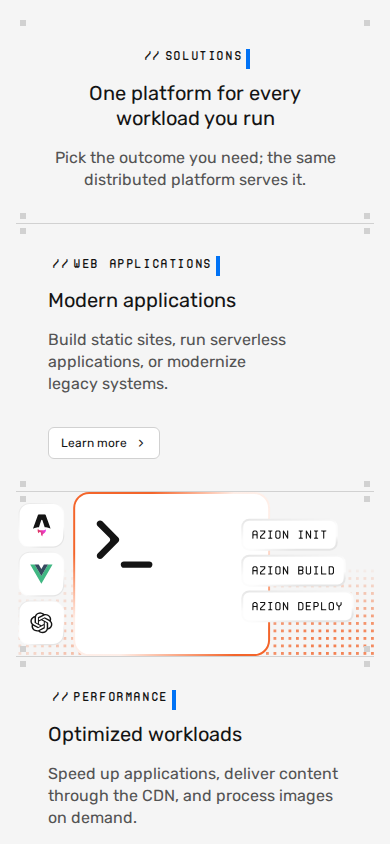 // SOLUTIONS
One platform for every
workload you run
Pick the outcome you need; the same
distributed platform serves it.
// WEB APPLICATIONS
Modern applications
Build static sites, run serverless
applications, or modernize
legacy systems.
Learn more
AZION INIT
AZION BUILD
AZION DEPLOY
// PERFORMANCE
Optimized workloads
Speed up applications, deliver content
through the CDN, and process images
on demand.